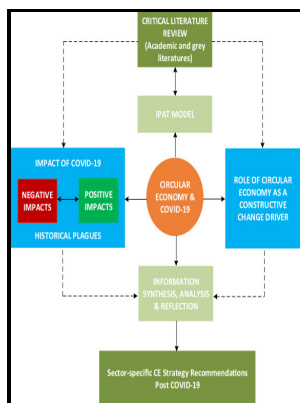 CRITICAL LITERATURE
REVIEW
(Academic and grey
literatures)
IPAT MODEL
IMPACT OF COVID-19
NEGATIVE
IMPACTS
POSITIVE
IMPACTS
HISTORICAL PLAGUES
CIRCULAR
ECONOMY &
COVID-19
ROLE OF CIRCULAR
ECONOMY AS A
CONSTRUCTIVE
CHANGE DRIVER
INFORMATION
SYNTHESIS, ANALYSIS
& REFLECTION
Sector-specific CE Strategy Recommendations
Post COVID-19